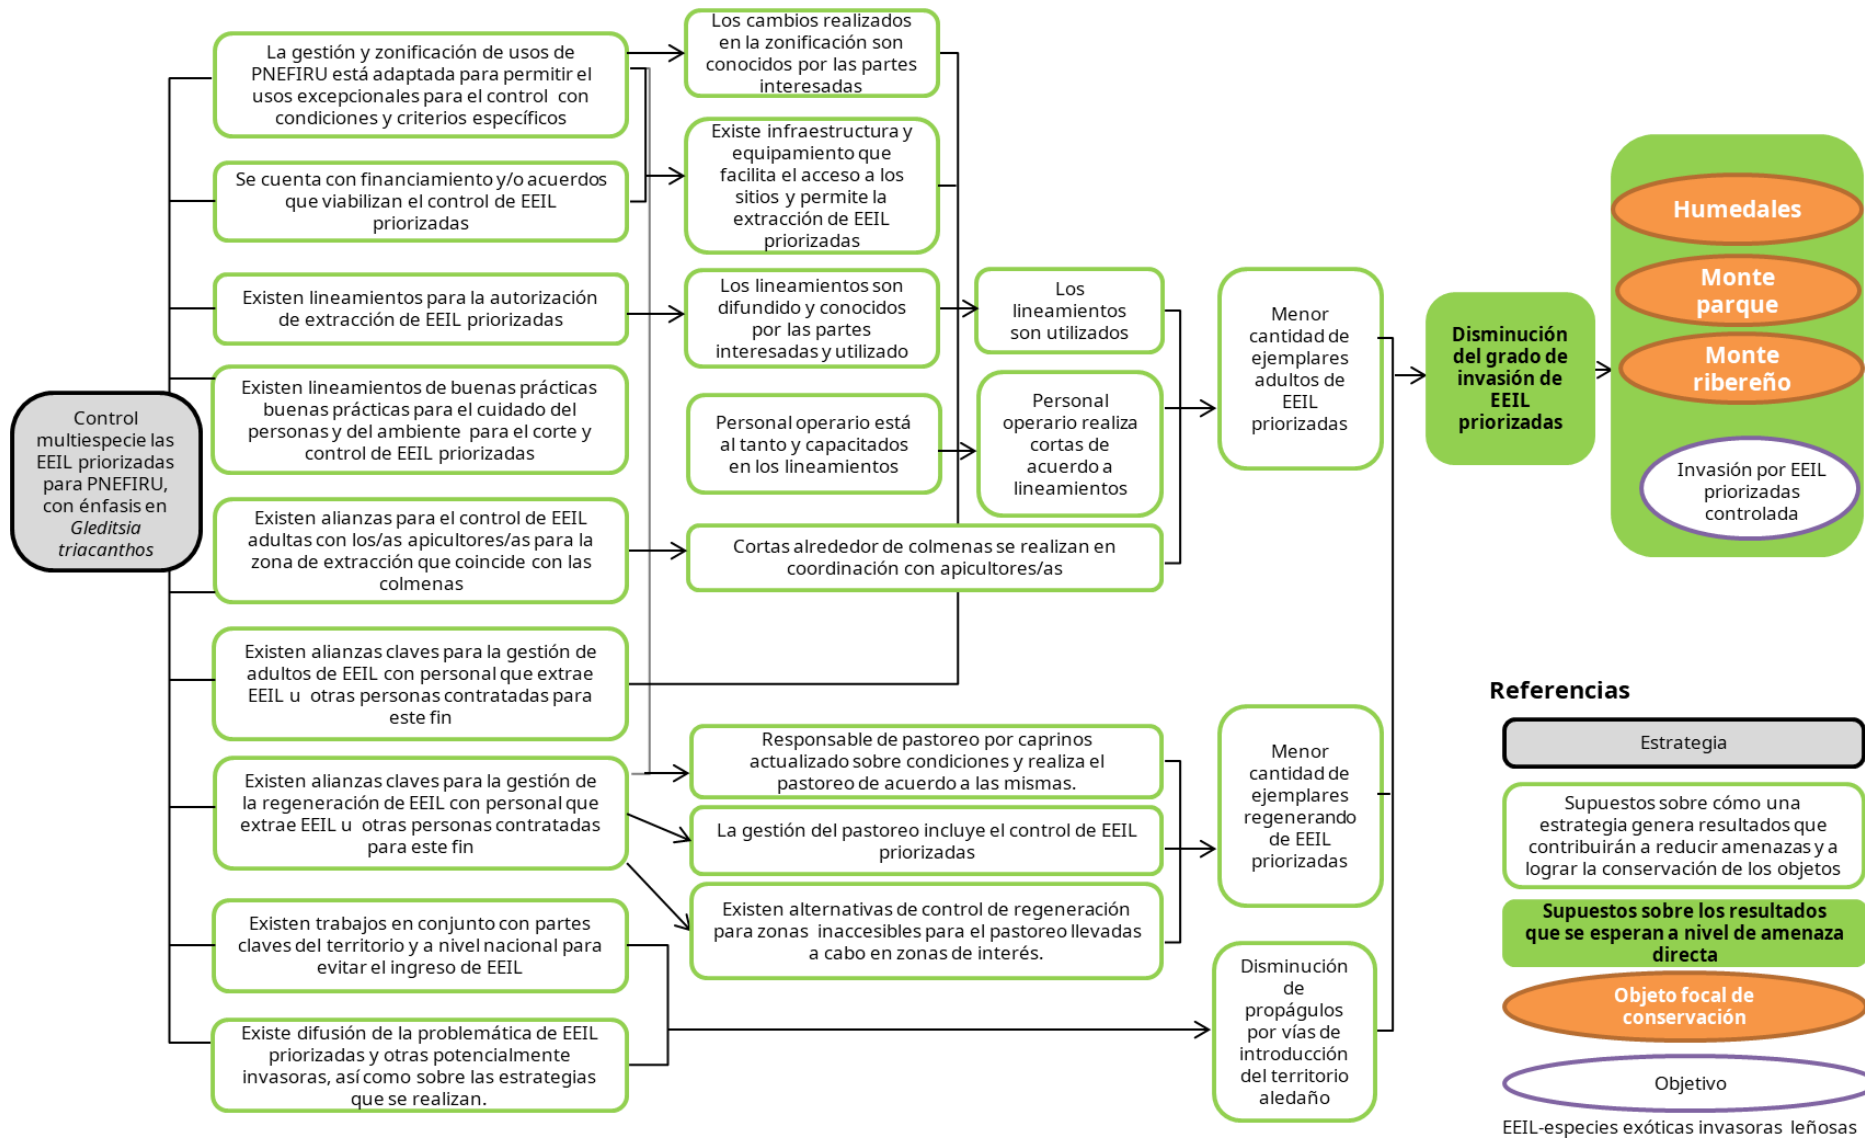 Control
multiespecie las
EEIL priorizadas
para PNEFIRU,
con énfasis en
Gleditsia
triacanthos
La gestión y zonificación de usos de
PNEFIRU está adaptada para permitir el
usos excepcionales para el control con
condiciones y criterios específicos
Se cuenta con financiamiento y/o acuerdos
que viabilizan el control de EEIL
priorizadas
Existen lineamientos para la autorización
de extracción de EEIL priorizadas
Existen lineamientos de buenas prácticas
buenas prácticas para el cuidado del
personas y del ambiente para el corte y
control de EEIL priorizadas
Existen alianzas para el control de EEIL
adultas con los/as apicultores/as para la
zona de extracción que coincide con las
colmenas
Existen alianzas claves para la gestión de
adultos de EEIL con personal que extrae
EEIL u otras personas contratadas para
este fin
Existen alianzas claves para la gestión de
la regeneración de EEIL con personal que
extrae EEIL u otras personas contratadas
para este fin
Existen trabajos en conjunto con partes
claves del territorio y a nivel nacional para
evitar el ingreso de EEIL
Existe difusión de la problemática de EEIL
priorizadas y otras potencialmente
invasoras, así como sobre las estrategias
que se realizan.
Los cambios realizados
en la zonificación son
conocidos por las partes
interesadas
Existe infraestructura y
equipamiento que
facilita el acceso a los
sitios y permite la
extracción de EEIL
priorizadas
Los lineamientos son
difundido y conocidos
por las partes
interesadas y utilizado
Personal operario está
al tanto y capacitados
en los lineamientos
Cortas alrededor de colmenas se realizan en
coordinación con apicultores/as
Responsable de pastoreo por caprinos
actualizado sobre condiciones y realiza el
pastoreo de acuerdo a las mismas.
La gestión del pastoreo incluye el control de EEIL
priorizadas
Existen alternativas de control de regeneración
para zonas inaccesibles para el pastoreo llevadas
a cabo en zonas de interés.
Los
lineamientos
son utilizados
Personal
operario realiza
cortas de
acuerdo a
lineamientos
Menor
cantidad de
ejemplares
adultos de
EEIL
priorizadas
Menor
cantidad de
ejemplares
regenerando
de EEIL
priorizadas
Disminución
de
propágulos
por vías de
introducción
del territorio
aledaño
Disminución
del grado de
invasión de
EEIL
priorizadas
Humedales
Monte
parque
Monte
ribereño
Invasión por EEIL
priorizadas
controlada
Referencias
Estrategia
Supuestos sobre cómo una
estrategia genera resultados que
contribuirán a reducir amenazas y a
lograr la conservación de los objetos
Supuestos sobre los resultados
que se esperan a nivel de amenaza
directa
Objeto focal de
conservación
Objetivo
EEIL-especies exóticas invasoras leñosas